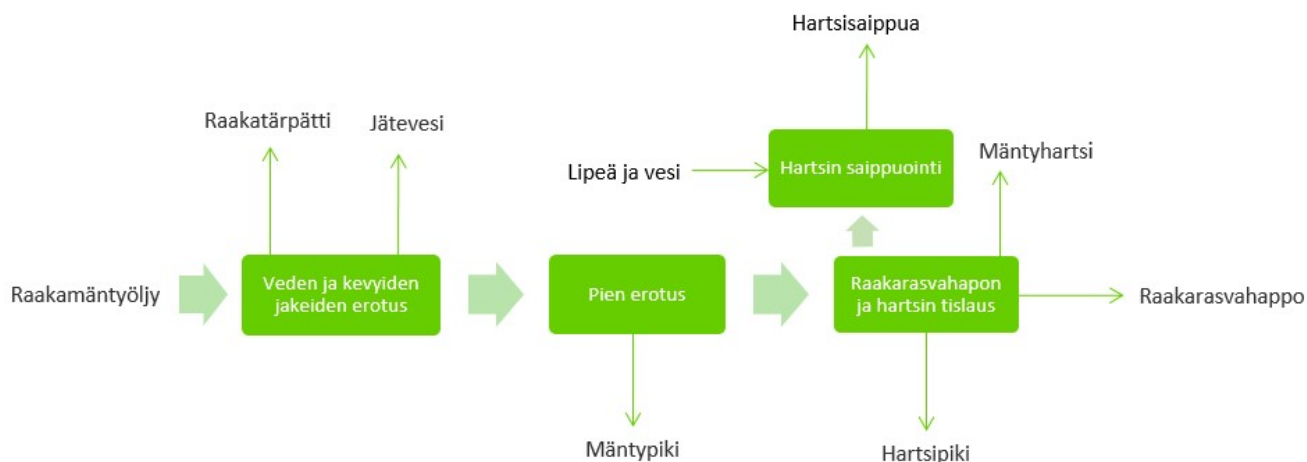 Hartsisaippua
Raakatärpätti
Jätevesi
Lipeä ja vesi
Hartsin saippuointi
Mäntyhartsi
Raakamäntyöljy
Veden ja kevyiden
jakeiden erotus
Pien erotus
Raakarasvahapon
ja hartsin tislaus
Raakarasvahappo
Mäntypiki
Hartsipiki